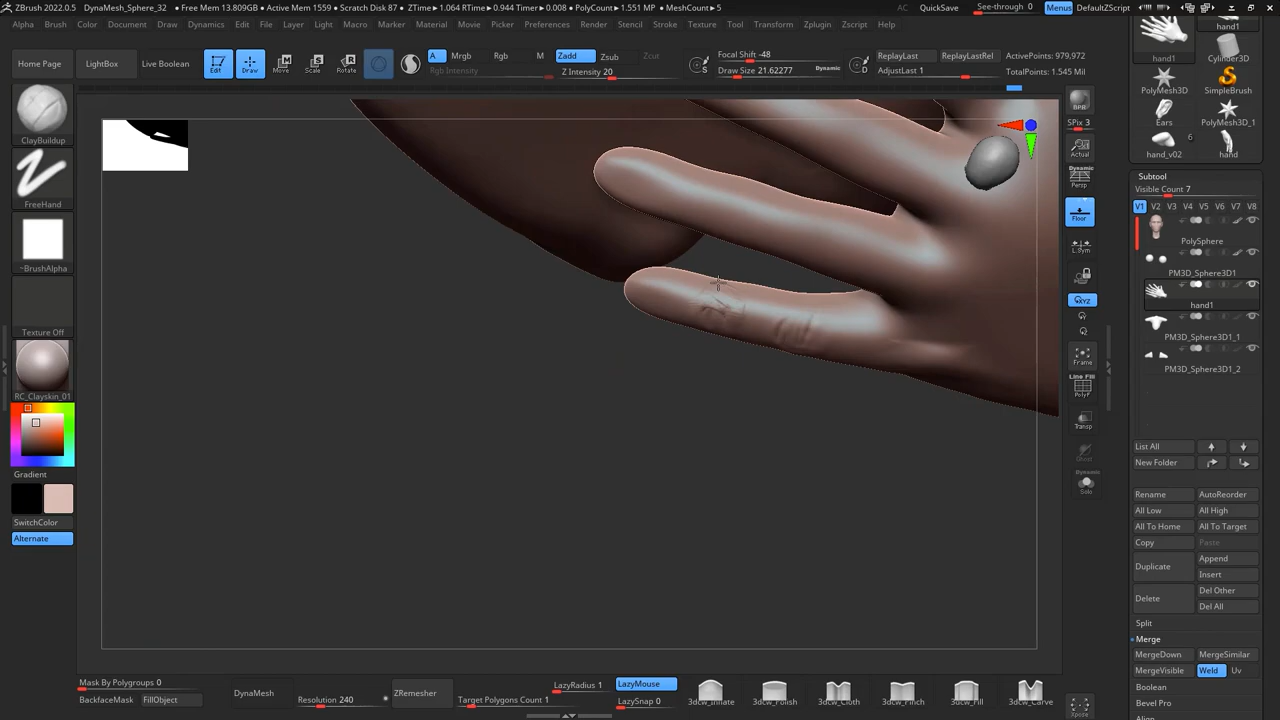 ZBrush 2022.0.5 DynaMesh_Sphere_32 • Free Mem 13.809GB • Active Mem 1559 • Scratch Disk 87 • ZTime▸1.064 RTime▸0.944 Timer▸0.008 • PolyCount▸1.551 MP • MeshCount▸5 AC QuickSave See-through 0 Menus DefaultZScript
Alpha Brush Color Document Draw Dynamics Edit File Layer Light Macro Marker Material Movie Picker Preferences Render Stencil Stroke Texture Tool Transform Zplugin Zscript Help
Home Page LightBox Live Boolean Edit Draw Move Scale Rotate
A Mrgb Rgb M Zadd Zsub Zcut
Rgb Intensity Z Intensity 20
Focal Shift -48
Draw Size 21.62277 Dynamic
S D
ReplayLast ReplayLastRel ActivePoints: 979,972
AdjustLast 1 TotalPoints: 1.545 Mil
ClayBuildup
FreeHand
~BrushAlpha
Texture Off
RC_Clayskin_01
Gradient
SwitchColor
Alternate
BPR
SPix 3
Actual
Dynamic
Persp
Floor
L.Sym
XYZ
Frame
Line Fill
PolyF
Transp
Ghost
Dynamic
Solo
Xpose
hand1 hand1
Cylinder3D
PolyMesh3D SimpleBrush
Ears PolyMesh3D_1
6
hand_v02 hand
Subtool
Visible Count 7
V1 V2 V3 V4 V5 V6 V7 V8
PolySphere
PM3D_Sphere3D1
hand1
PM3D_Sphere3D1_1
PM3D_Sphere3D1_2
List All
New Folder
Rename AutoReorder
All Low All High
All To Home All To Target
Copy Paste
Duplicate Append
Insert
Delete Del Other
Del All
Split
Merge
MergeDown MergeSimilar
MergeVisible Weld Uv
Boolean
Bevel Pro
Align
Mask By Polygroups 0
BackfaceMask FillObject
DynaMesh
Resolution 240
ZRemesher
Target Polygons Count 1
LazyRadius 1 LazyMouse
LazySnap 0
3dcw_Inflate 3dcw_Polish 3dcw_Cloth 3dcw_Pinch 3dcw_Fill 3dcw_Carve